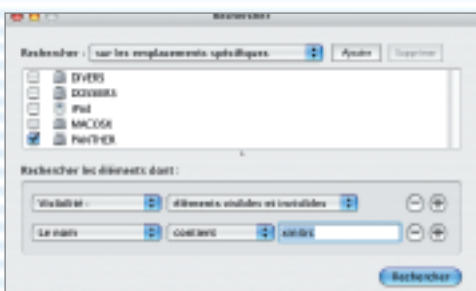 Rechercher
Rechercher : sur les emplacements spécifiques Ajouter Supprimer
DIVERS
DOSSIERS
iPod
MACOSX
PANTHER
Rechercher les éléments dont :
Visibilité : éléments visibles et invisibles
Le nom contient
Rechercher